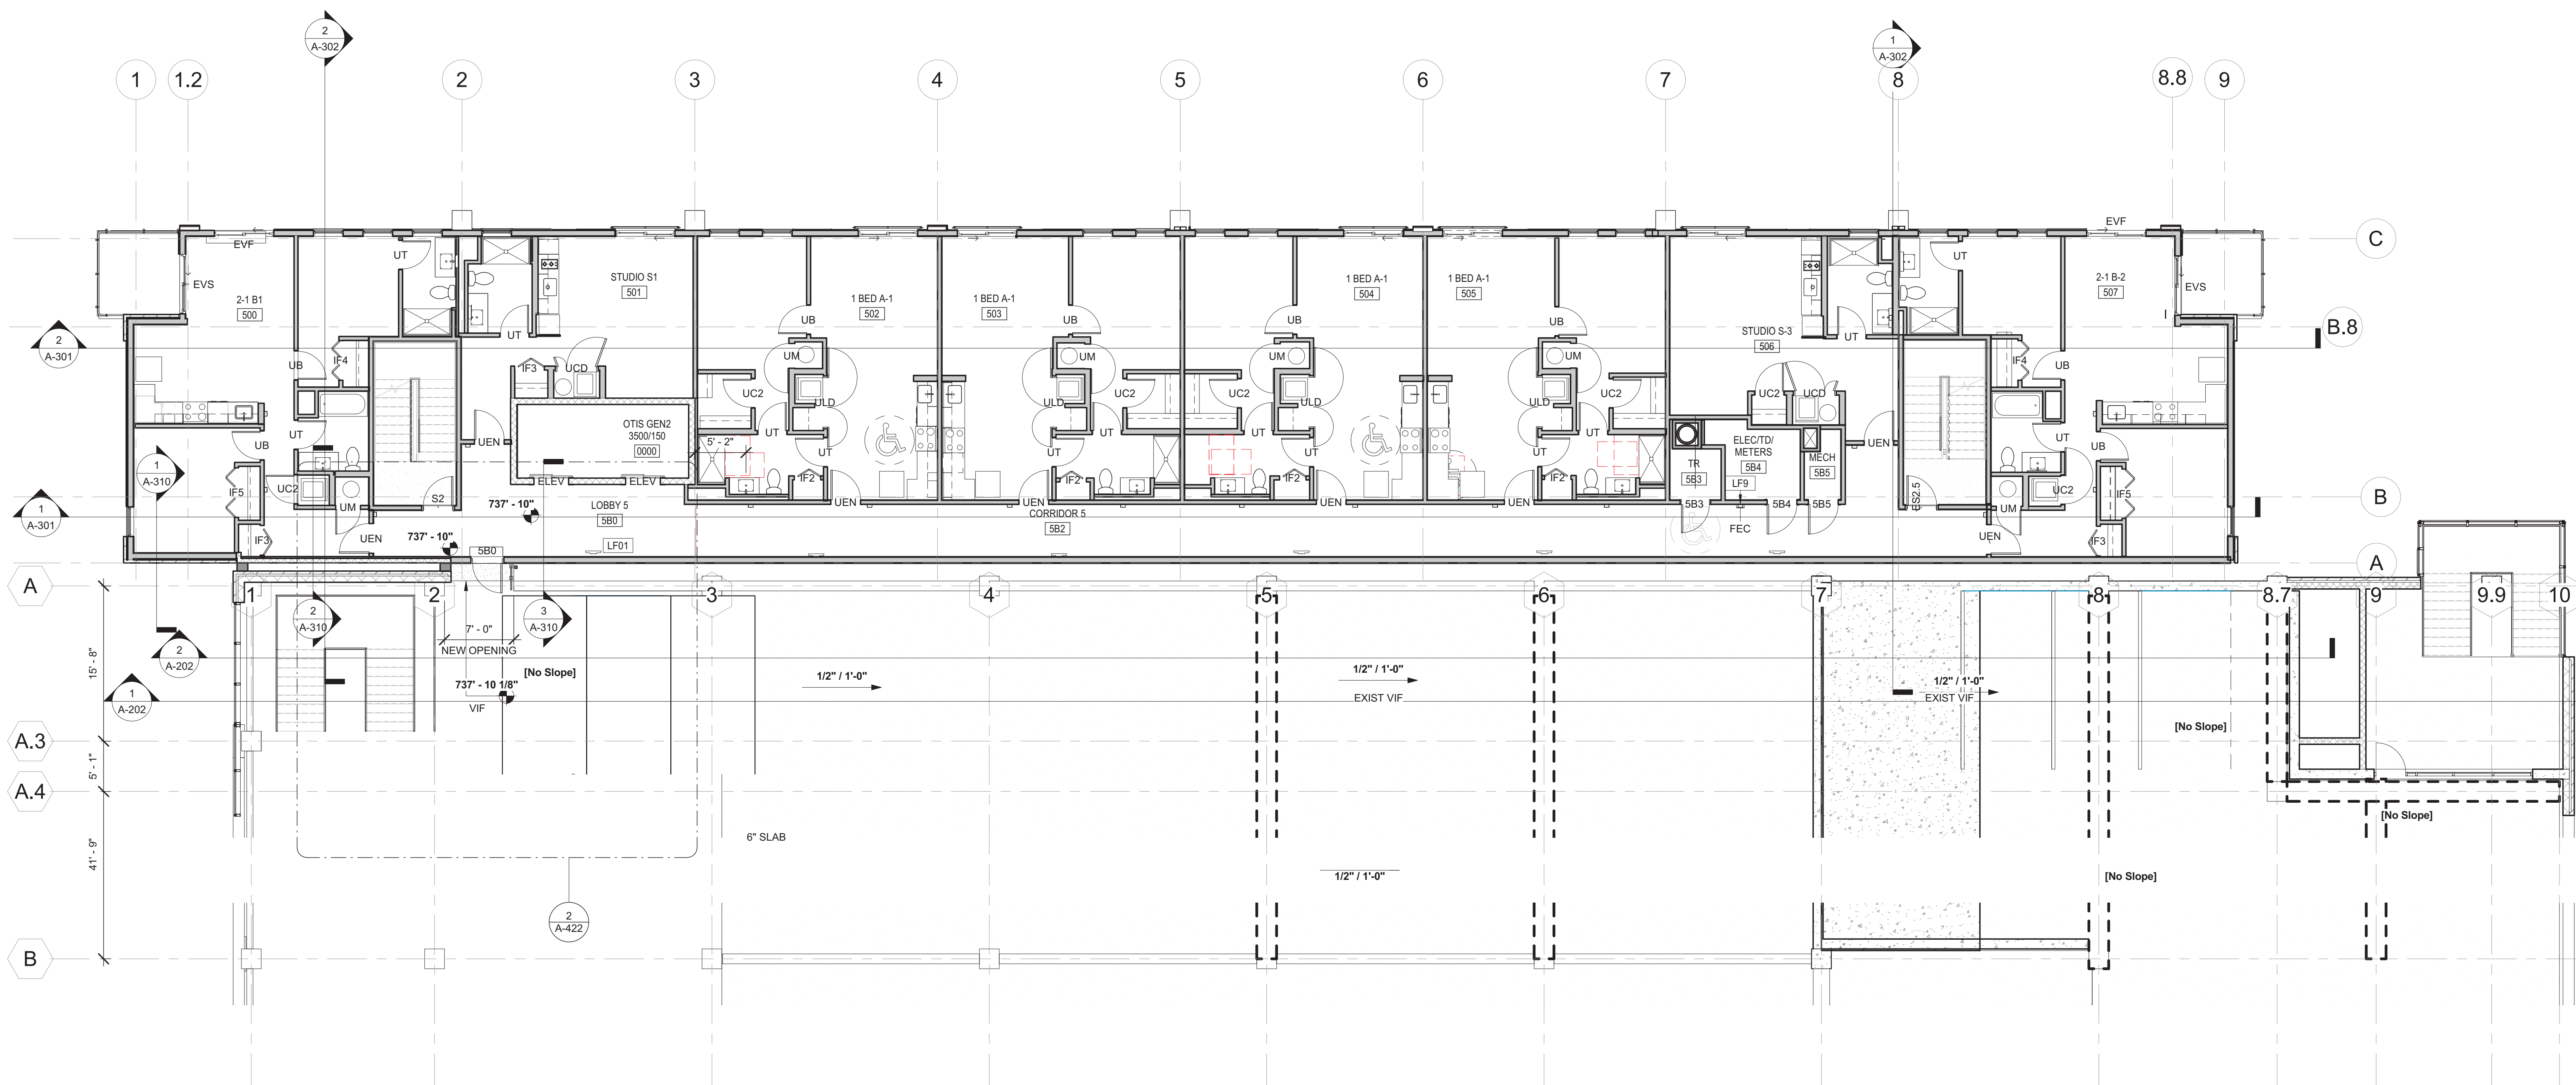 2
A-302
1
A-302
1
1.2
2
3
4
5
6
7
8
8.8
9
EVF
EVF
C
UT
STUDIO S1
501
UT
EVS
2-1 B1
500
1 BED A-1
502
1 BED A-1
503
1 BED A-1
504
1 BED A-1
505
2-1 B-2
507
EVS
UB
UB
UB
UB
UT
STUDIO S-3
506
UT
B.8
2
A-301
UB
IF4
IF3
UCD
UM
UM
UM
UM
IF4
UB
UC2
ULD
ULD
UC2
UC2
ULD
ULD
UC2
UC2
UCD
OTIS GEN2
3500/150
0000
5' - 2"
UB
UT
UEN
UT
UT
UT
UT
UT
UT
UT
UT
ELEC/TD/
METERS
5B4
LF9
MECH
5B5
UEN
UT
UB
1
A-310
TR
5B3
IF5
UC2
UM
S2
ELEV
ELEV
IF2
IF2
IF2
IF2
ES2.5
UC2
UM
IF5
B
1
A-301
737' - 10"
LOBBY 5
5B0
UEN
UEN
UEN
UEN
CORRIDOR 5
5B2
5B3
FEC
5B4
5B5
IF3
UEN
737' - 10"
5B0
LF01
UEN
IF3
A
A
1
2
3
4
5
6
7
8
8.7
9
9.9
10
2
A-310
3
A-310
7' - 0"
NEW OPENING
15' - 8"
2
A-202
[No Slope]
1/2" / 1'-0"
1/2" / 1'-0"
EXIST VIF
1/2" / 1'-0"
EXIST VIF
737' - 10 1/8"
VIF
1
A-202
[No Slope]
A.3
5' - 1"
A.4
[No Slope]
6" SLAB
41' - 9"
1/2" / 1'-0"
[No Slope]
2
A-422
B